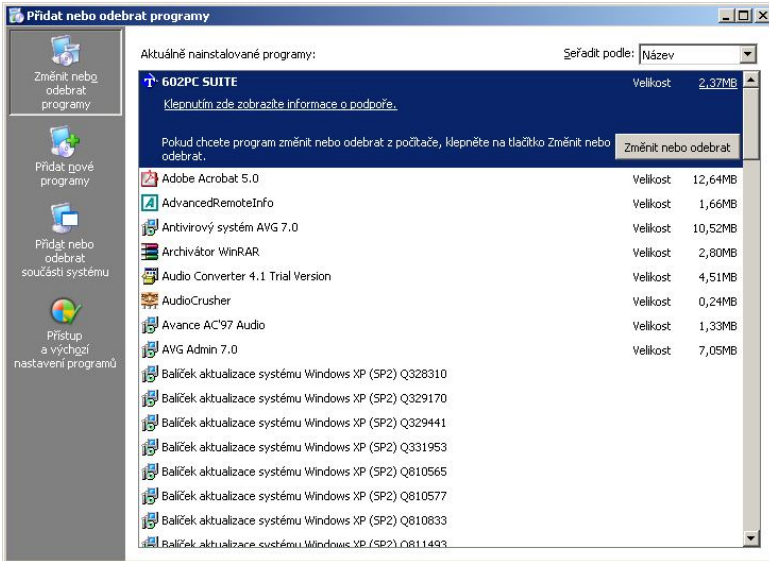 Přidat nebo odebrat programy
Změnit nebo
odebrat
programy
Přidat nové
programy
Přidat nebo
odebrat
součásti systému
Přístup
a výchozí
nastavení programů
Aktuálně nainstalované programy:
Seřadit podle: Název
602PC SUITE Velikost 2,37MB
Klepnutím zde zobrazíte informace o podpoře.
Pokud chcete program změnit nebo odebrat z počítače, klepněte na tlačítko Změnit nebo
odebrat.
Změnit nebo odebrat
Adobe Acrobat 5.0 Velikost 12,64MB
AdvancedRemoteInfo Velikost 1,66MB
Antivirový systém AVG 7.0 Velikost 10,52MB
Archivátor WinRAR Velikost 2,80MB
Audio Converter 4.1 Trial Version Velikost 4,51MB
AudioCrusher Velikost 0,24MB
Avance AC'97 Audio Velikost 1,33MB
AVG Admin 7.0 Velikost 7,05MB
Balíček aktualizace systému Windows XP (SP2) Q328310
Balíček aktualizace systému Windows XP (SP2) Q329170
Balíček aktualizace systému Windows XP (SP2) Q329441
Balíček aktualizace systému Windows XP (SP2) Q331953
Balíček aktualizace systému Windows XP (SP2) Q810565
Balíček aktualizace systému Windows XP (SP2) Q810577
Balíček aktualizace systému Windows XP (SP2) Q810833
Balíček aktualizace systému Windows XP (SP2) Q811493